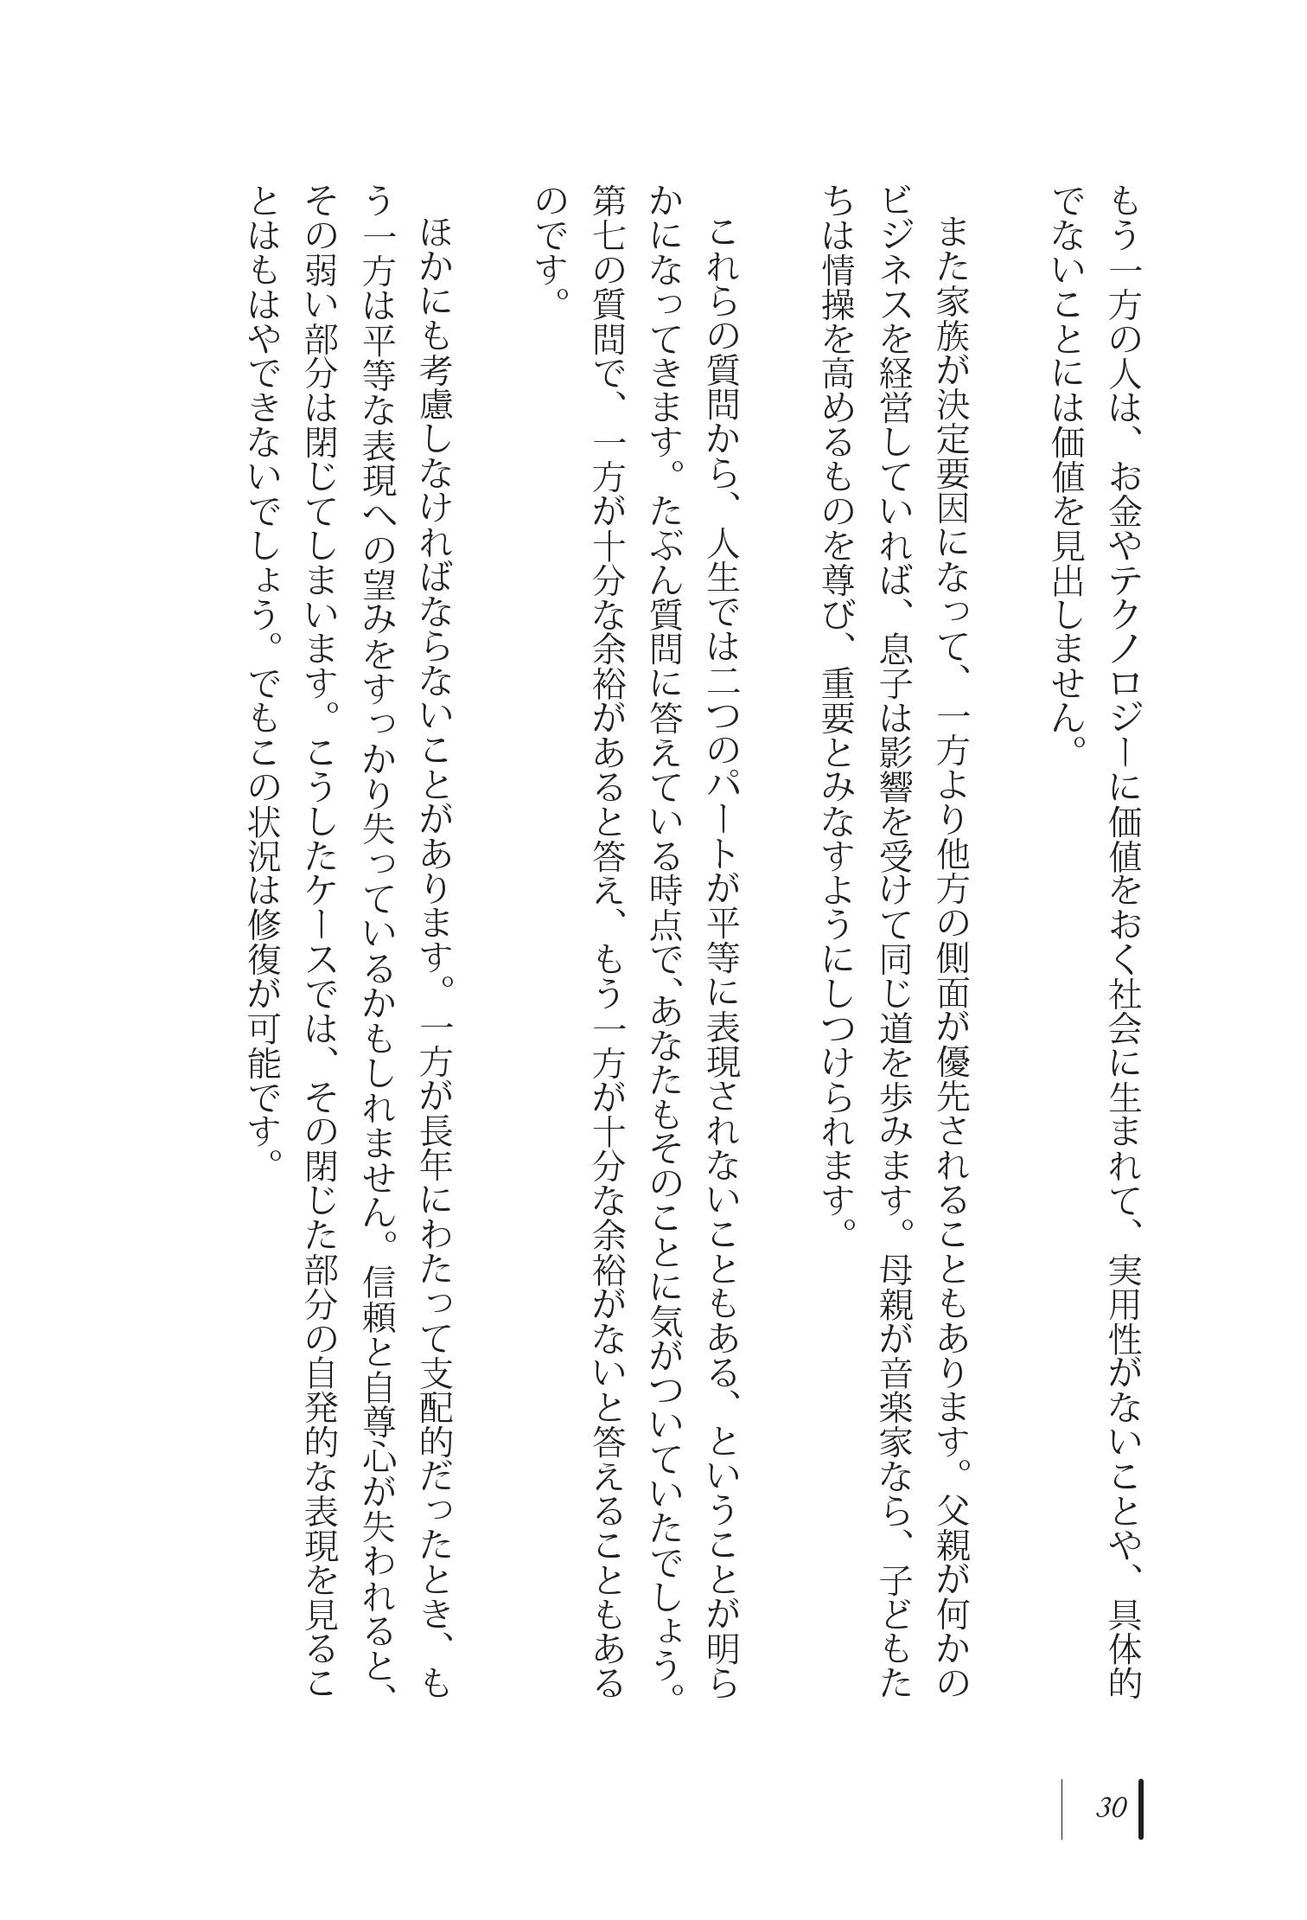 もう一方の人は、お金やテクノロジーに価値をおく社会に生まれて、実用性がないことや、具体的
でないことには価値を見出しません。
また家族が決定要因になって、一方より他方の側面が優先されることもあります。父親が何かの
ビジネスを経営していれば、息子は影響を受けて同じ道を歩みます。母親が音楽家なら、子どもた
ちは情操を高めるものを尊び、重要とみなすようにしつけられます。
これらの質問から、人生では二つのパートが平等に表現されないこともある、ということが明ら
かになってきます。たぶん質問に答えている時点で、あなたもそのことに気がついていたでしょう。
第七の質問で、一方が十分な余裕があると答え、もう一方が十分な余裕がないと答えることもある
のです。
ほかにも考慮しなければならないことがあります。一方が長年にわたって支配的だったとき、も
う一方は平等な表現への望みをすっかり失っているかもしれません。信頼と自尊心が失われると、
その弱い部分は閉じてしまいます。こうしたケースでは、その閉じた部分の自発的な表現を見るこ
とはもはやできないでしょう。でもこの状況は修復が可能です。
30